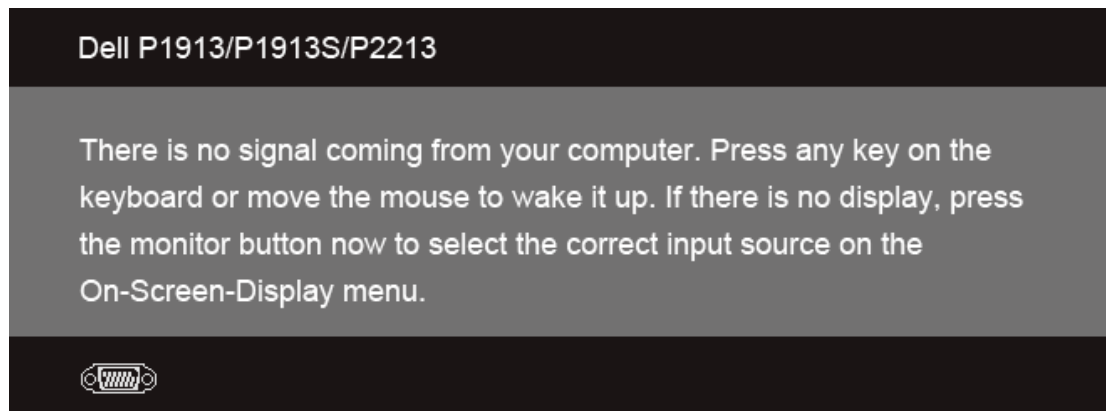 Dell P1913/P1913S/P2213
There is no signal coming from your computer. Press any key on the
keyboard or move the mouse to wake it up. If there is no display, press
the monitor button now to select the correct input source on the
On-Screen-Display menu.